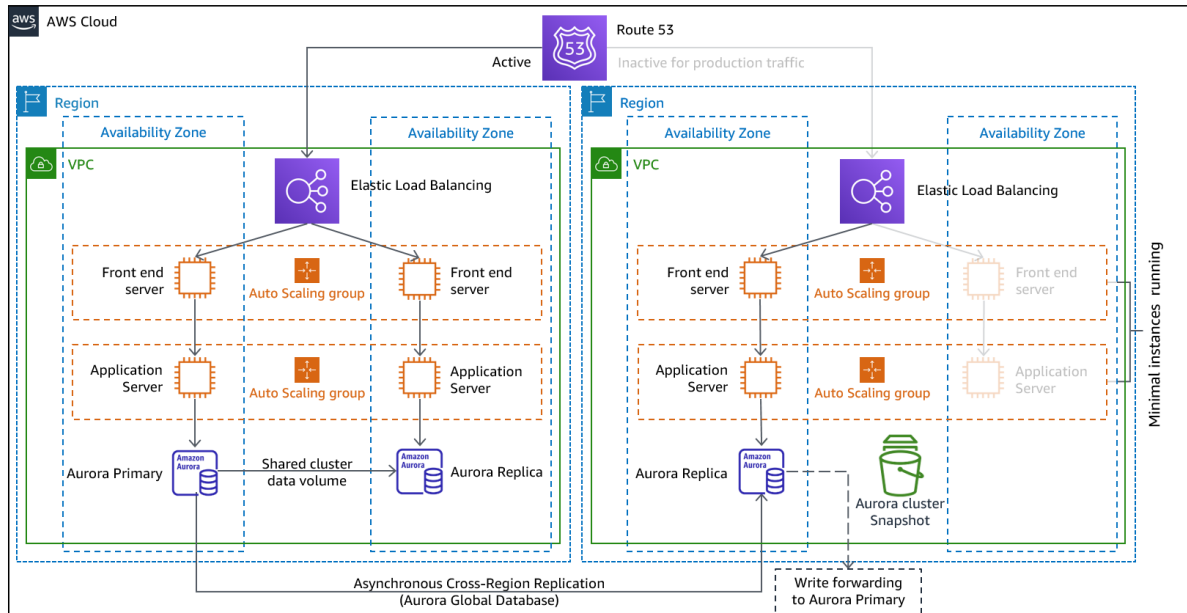 aws
AWS Cloud
Route 53
53
Active
Inactive for production traffic
Region
Availability Zone
Availability Zone
VPC
Elastic Load Balancing
Front end
server
Auto Scaling group
Front end
server
Application
Server
Auto Scaling group
Application
Server
Aurora Primary
Amazon
Aurora
Shared cluster
data volume
Amazon
Aurora
Aurora Replica
Region
Availability Zone
Availability Zone
VPC
Elastic Load Balancing
Front end
server
Auto Scaling group
Front end
server
Application
Server
Auto Scaling group
Application
Server
Minimal instances running
Aurora Replica
Amazon
Aurora
Aurora cluster
Snapshot
Asynchronous Cross-Region Replication
(Aurora Global Database)
Write forwarding
to Aurora Primary